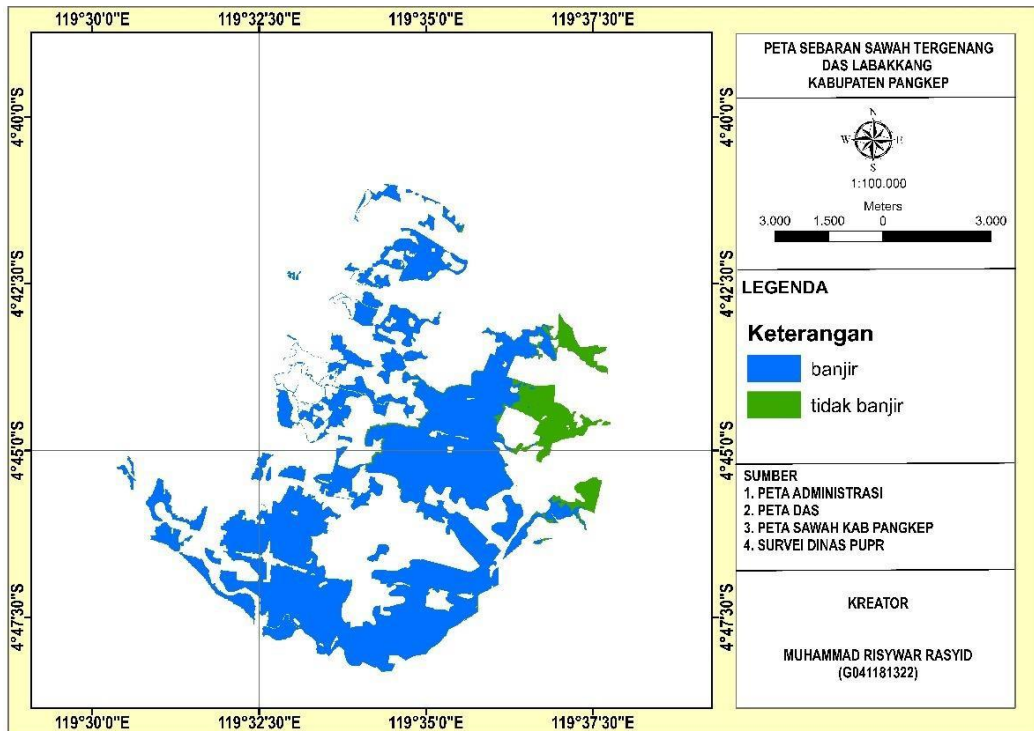 119°30'0"E 119°32'30"E 119°35'0"E 119°37'30"E
4°40'0"S
4°42'30"S
4°45'0"S
4°47'30"S
4°40'0"S
4°42'30"S
4°45'0"S
4°47'30"S
119°30'0"E 119°32'30"E 119°35'0"E 119°37'30"E
PETA SEBARAN SAWAH TERGENANG
DAS LABAKKANG
KABUPATEN PANGKEP
N
W E
S
1:100.000
Meters
3.000 1.500 0 3.000
LEGENDA
Keterangan
banjir
tidak banjir
SUMBER
1. PETA ADMINISTRASI
2. PETA DAS
3. PETA SAWAH KAB PANGKEP
4. SURVEI DINAS PUPR
KREATOR
MUHAMMAD RISYWAR RASYID
(G041181322)